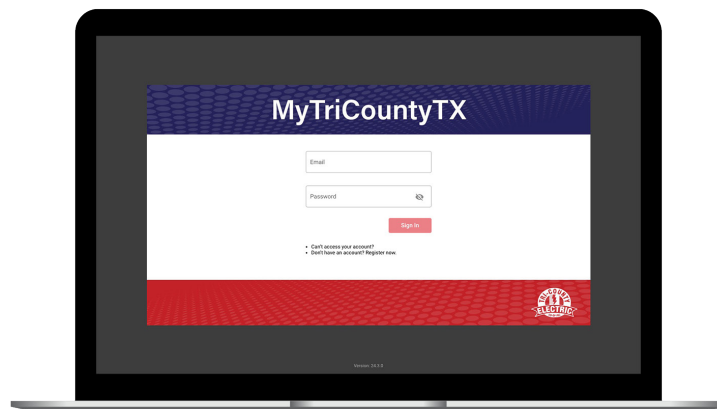 MyTriCountyTX
Email
Password
Sign In
Can't access your account?
Don't have an account? Register now.
TRI-COUNTY
ELECTRIC